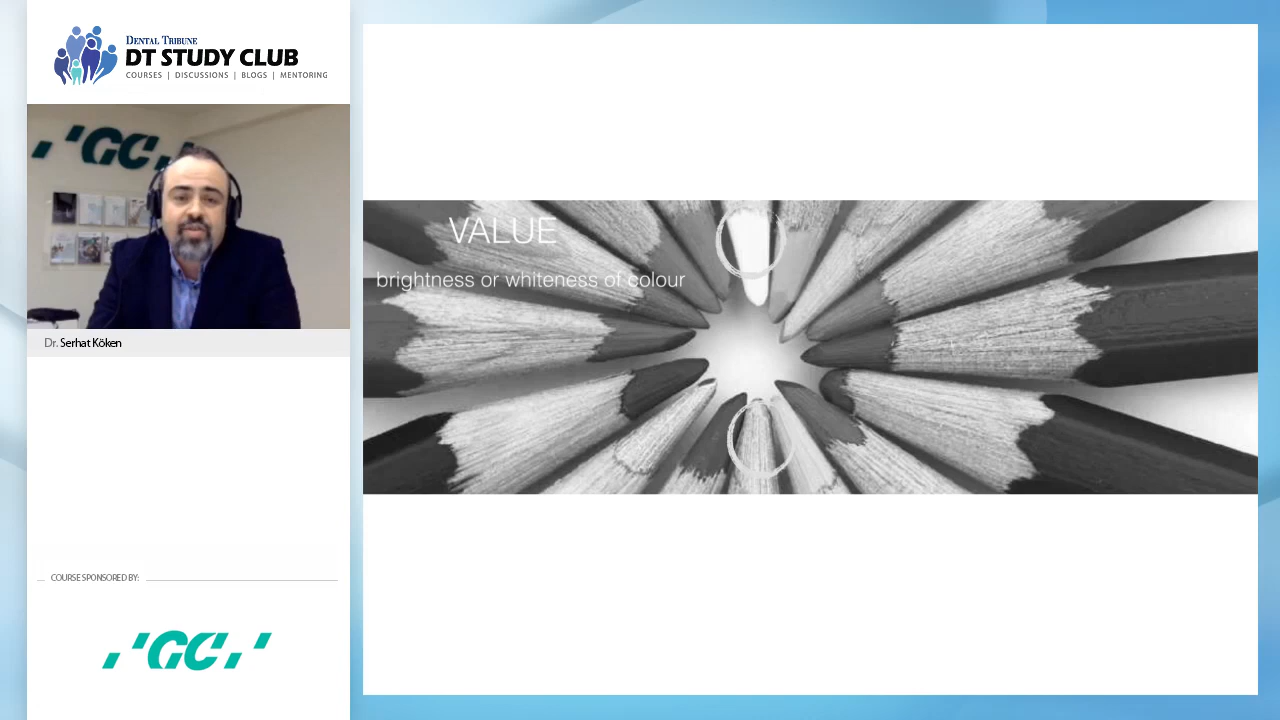 DENTAL TRIBUNE
DT STUDY CLUB
COURSES | DISCUSSIONS | BLOGS | MENTORING
GC
Dr. Serhat Köken
COURSE SPONSORED BY:
GC
VALUE
brightness or whiteness of colour